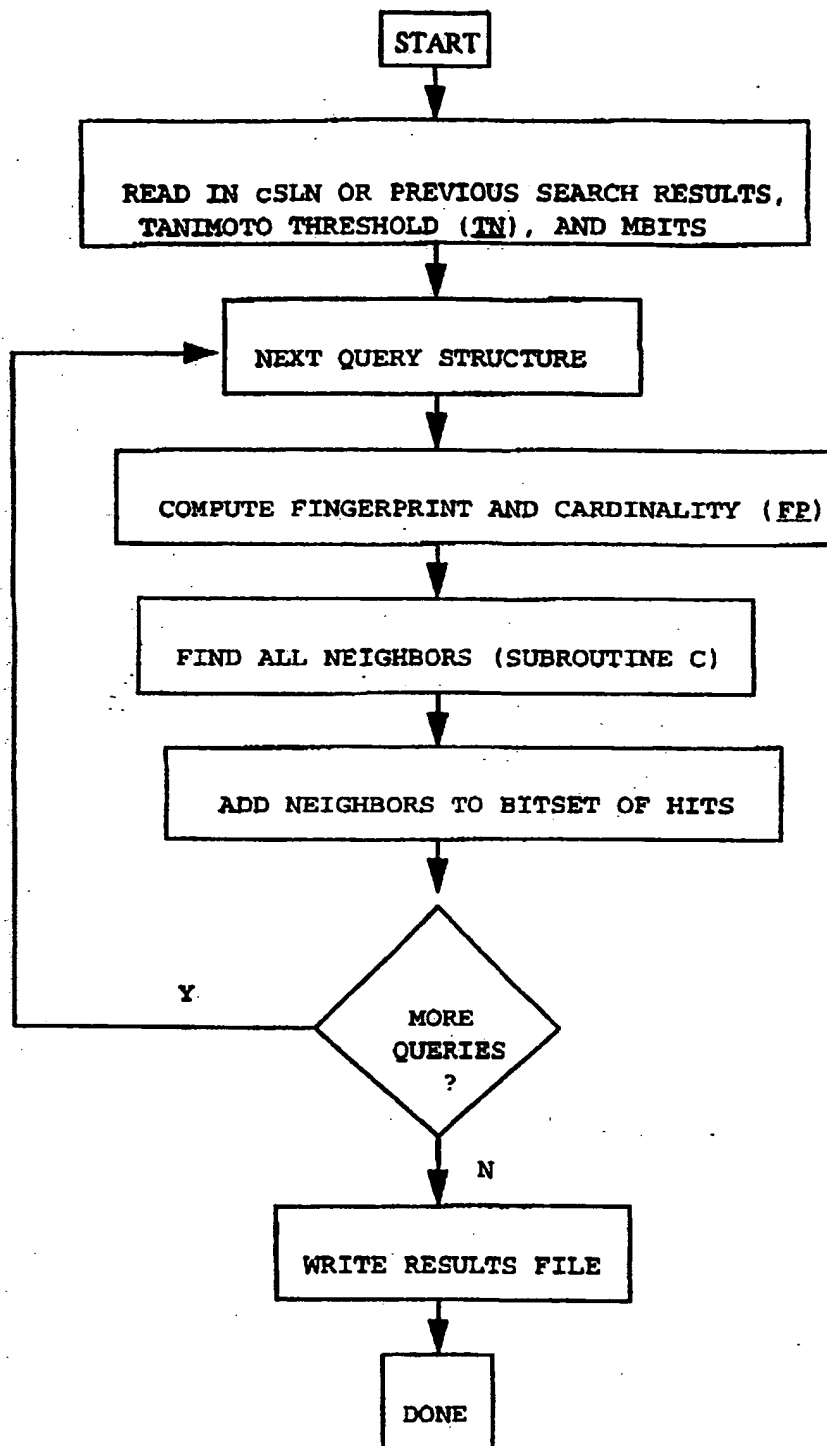 START
READ IN cSLN OR PREVIOUS SEARCH RESULTS,
TANIMOTO THRESHOLD (TN), AND MBITS
NEXT QUERY STRUCTURE
COMPUTE FINGERPRINT AND CARDINALITY (FP)
FIND ALL NEIGHBORS (SUBROUTINE C)
ADD NEIGHBORS TO BITSET OF HITS
Y
MORE
QUERIES
?
N
WRITE RESULTS FILE
DONE